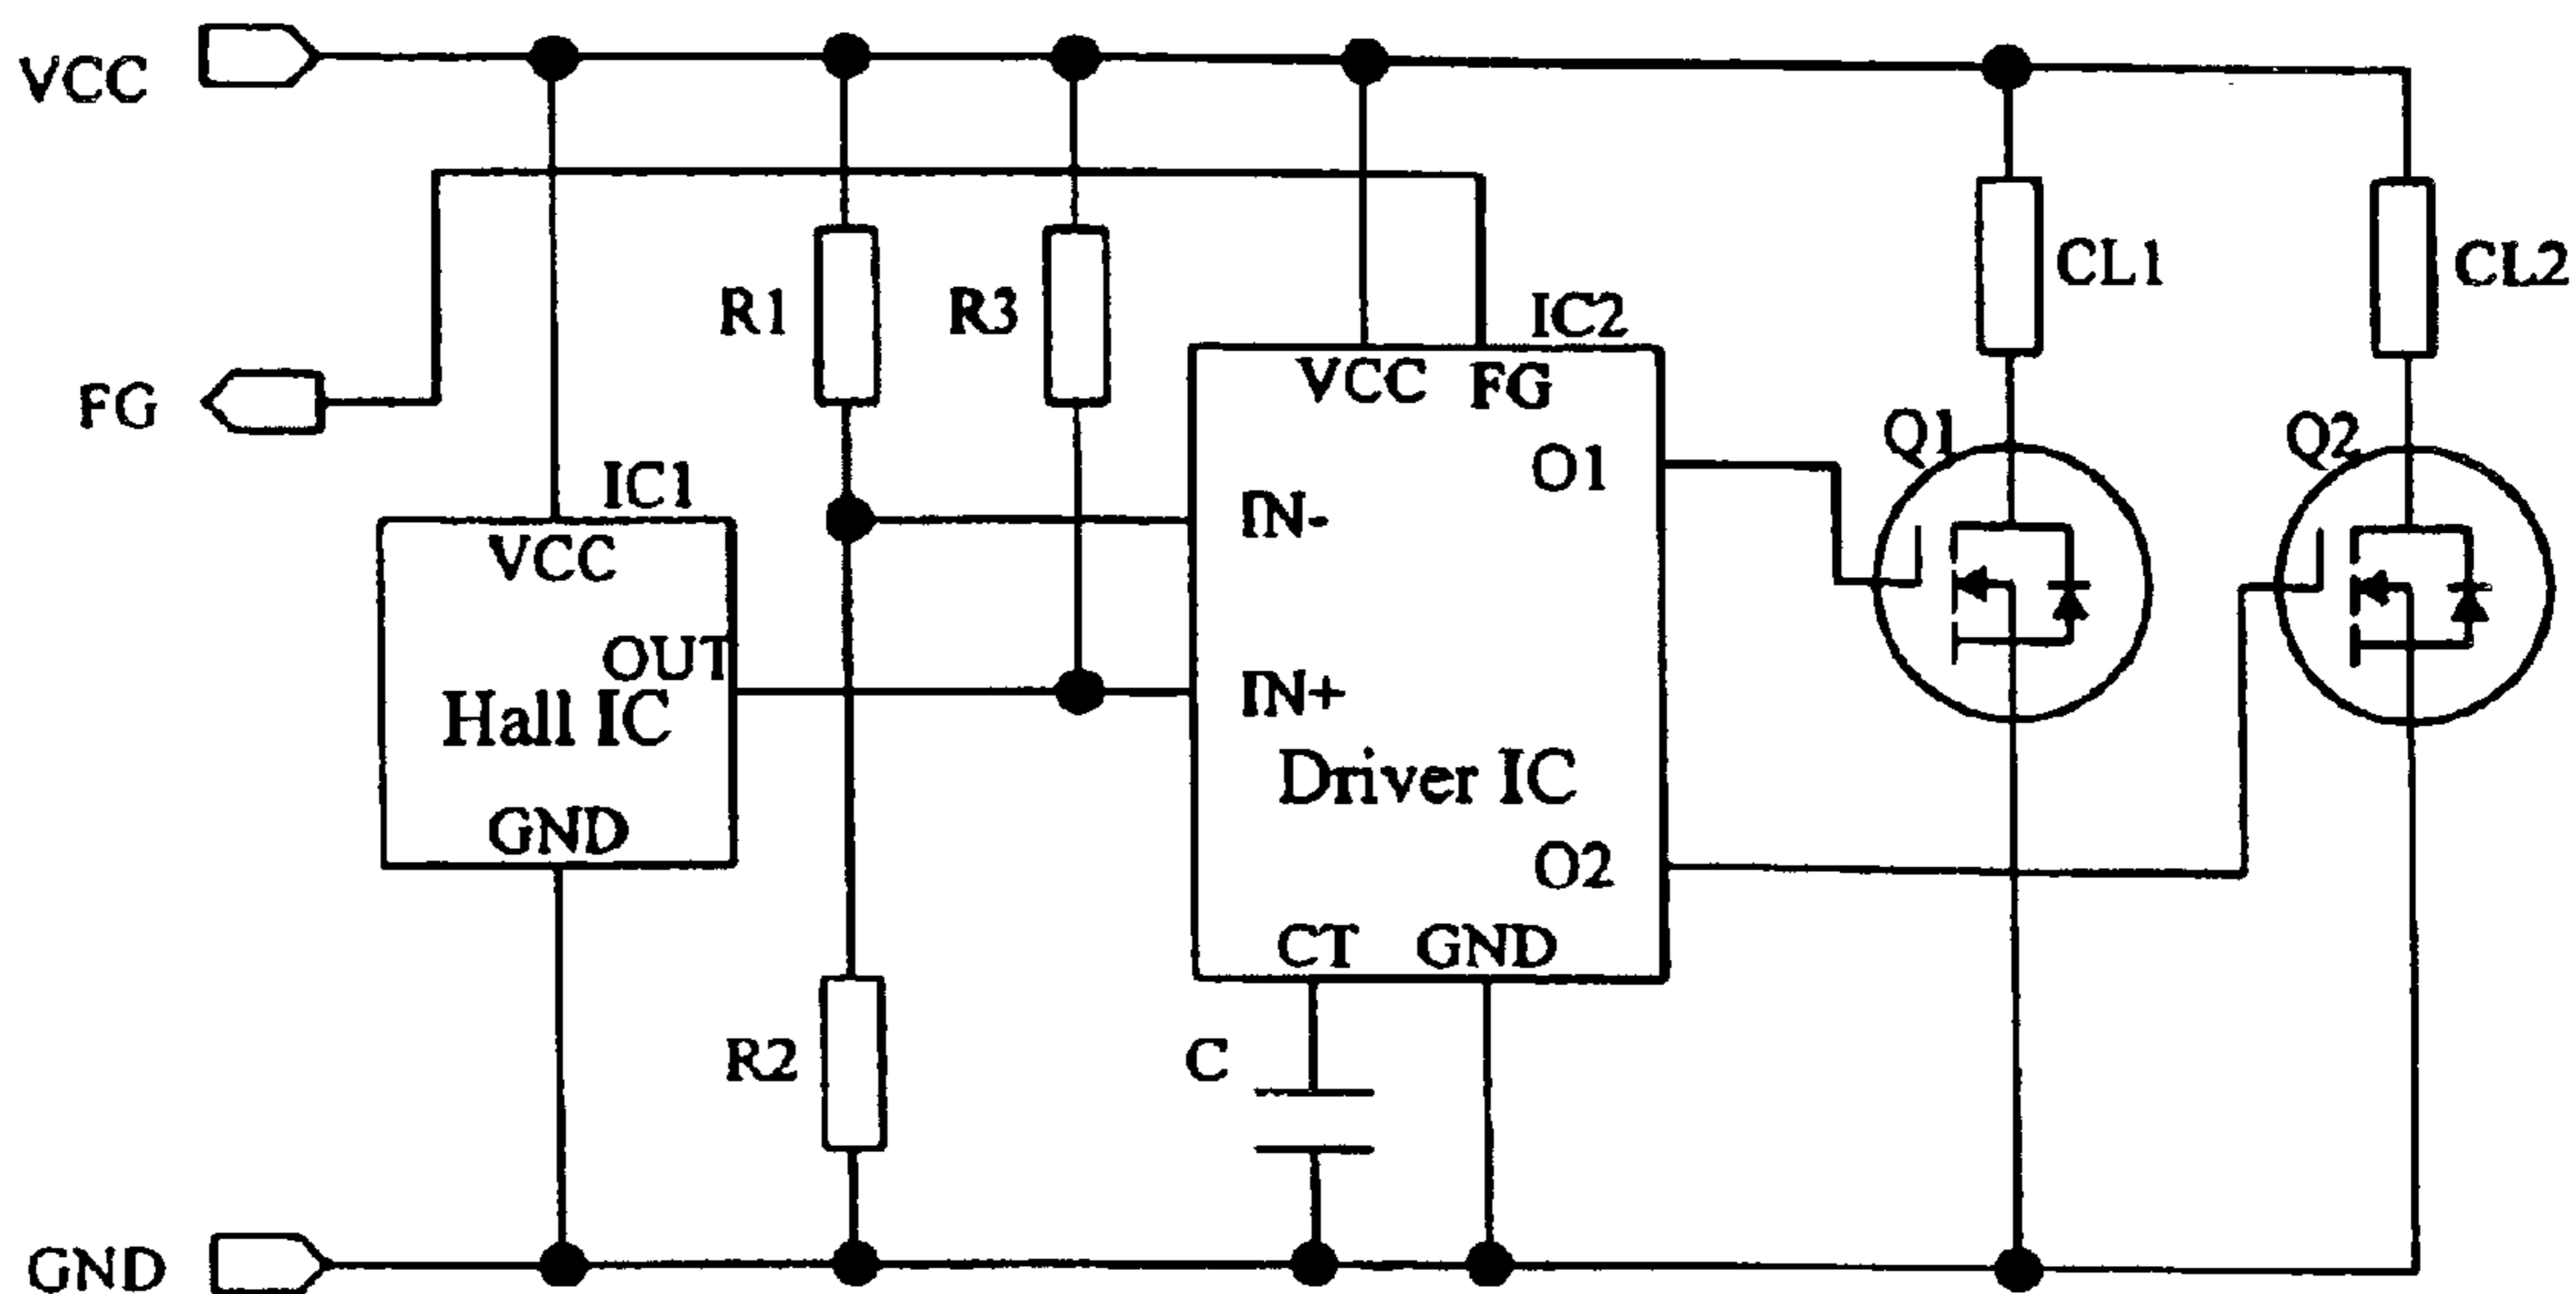 VCC
CL1
CL2
R1
R3
IC2
VCC FG
FG
Q1
Q2
O1
IC1
IN-
VCC
OUT
IN+
Hall IC
Driver IC
GND
O2
CT GND
R2
C
GND